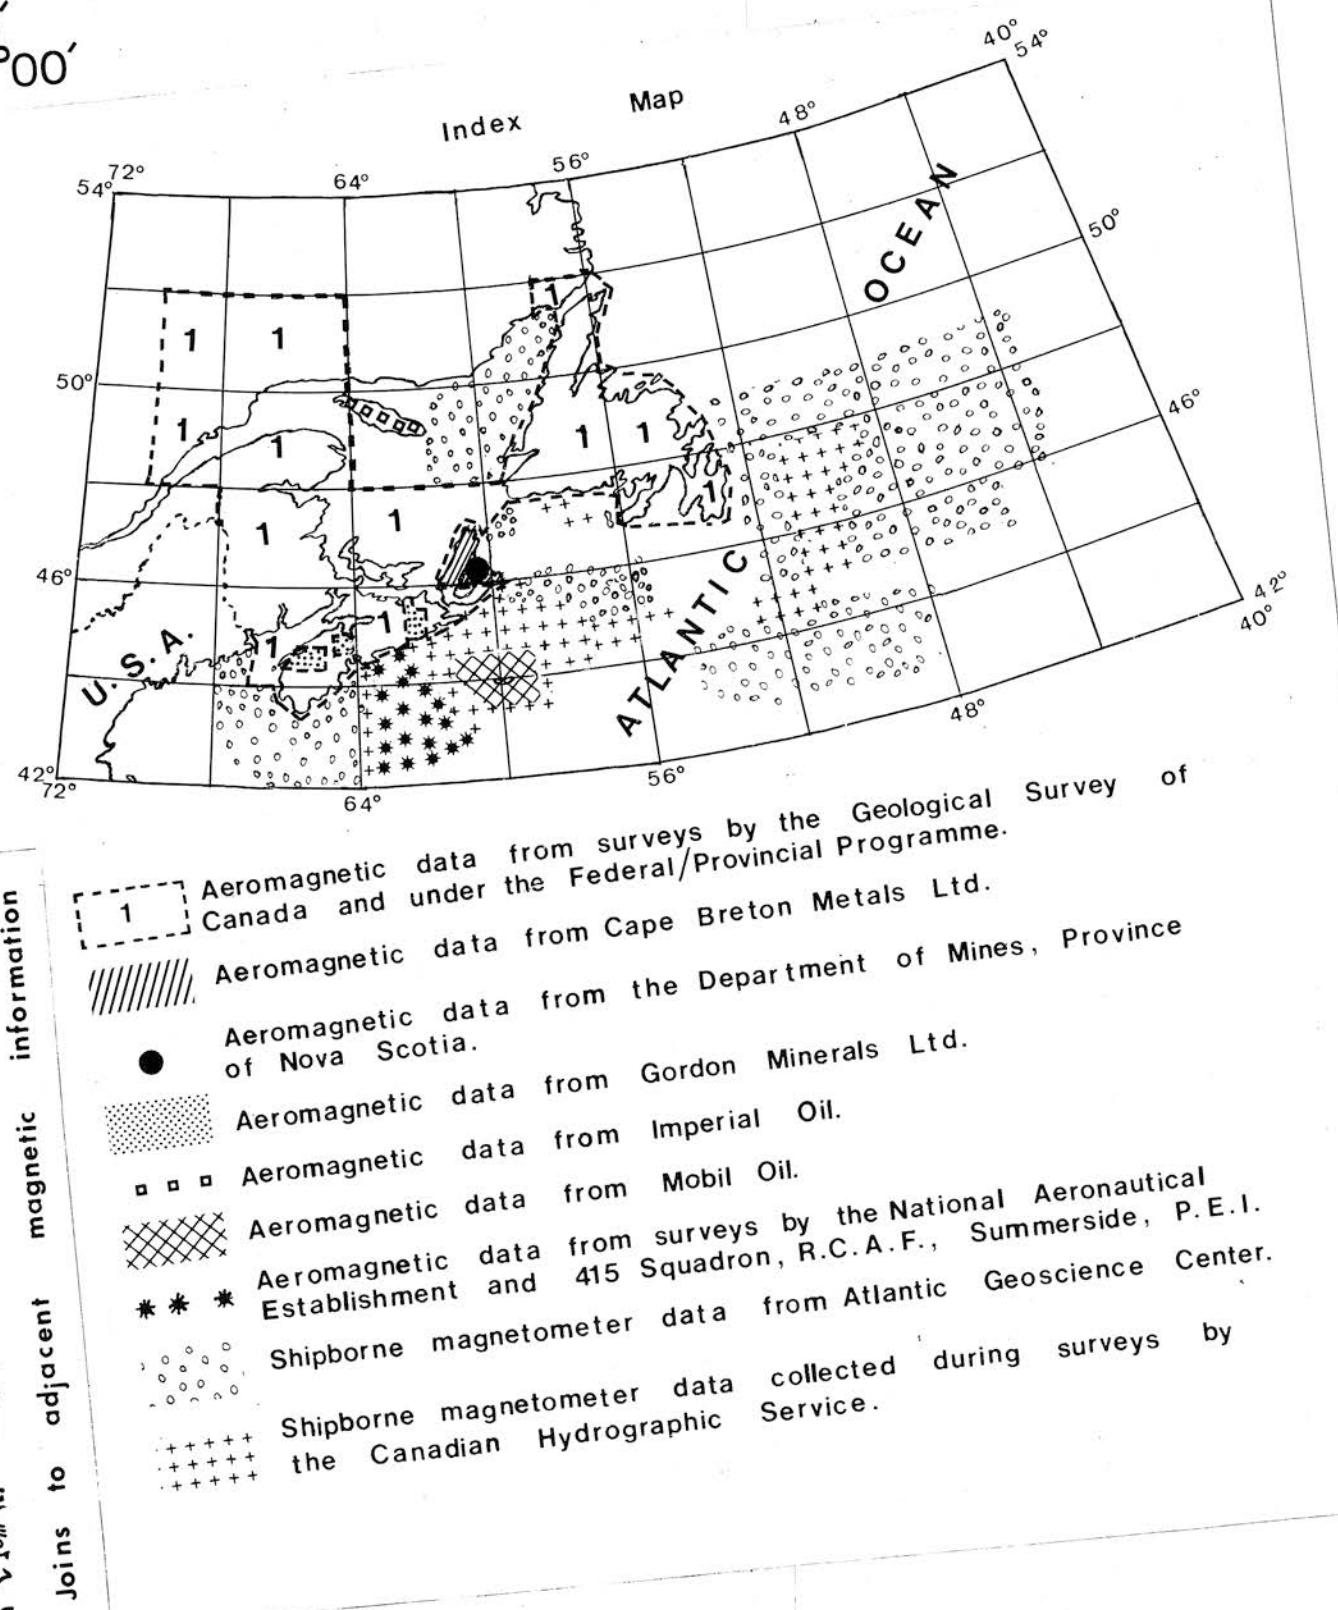 °00′
Index Map
40°
54°
48°
56°
64°
72°
54°
OCEAN
50°
1
1 1
50°
46°
1
1
1 1
1
1
1
46°
ATLANTIC
42°
40°
1
1
U.S.A.
48°
42°
72°
56°
64°
1 Aeromagnetic data from surveys by the Geological Survey of
Canada and under the Federal/Provincial Programme.
Aeromagnetic data from Cape Breton Metals Ltd.
Aeromagnetic data from the Department of Mines, Province
of Nova Scotia.
Aeromagnetic data from Gordon Minerals Ltd.
Aeromagnetic data from Imperial Oil.
Aeromagnetic data from Mobil Oil.
Aeromagnetic data from surveys by the National Aeronautical
Establishment and 415 Squadron, R.C.A.F., Summerside, P.E.I.
Shipborne magnetometer data from Atlantic Geoscience Center.
Shipborne magnetometer data collected during surveys by
the Canadian Hydrographic Service.
Joins to adjacent magnetic information